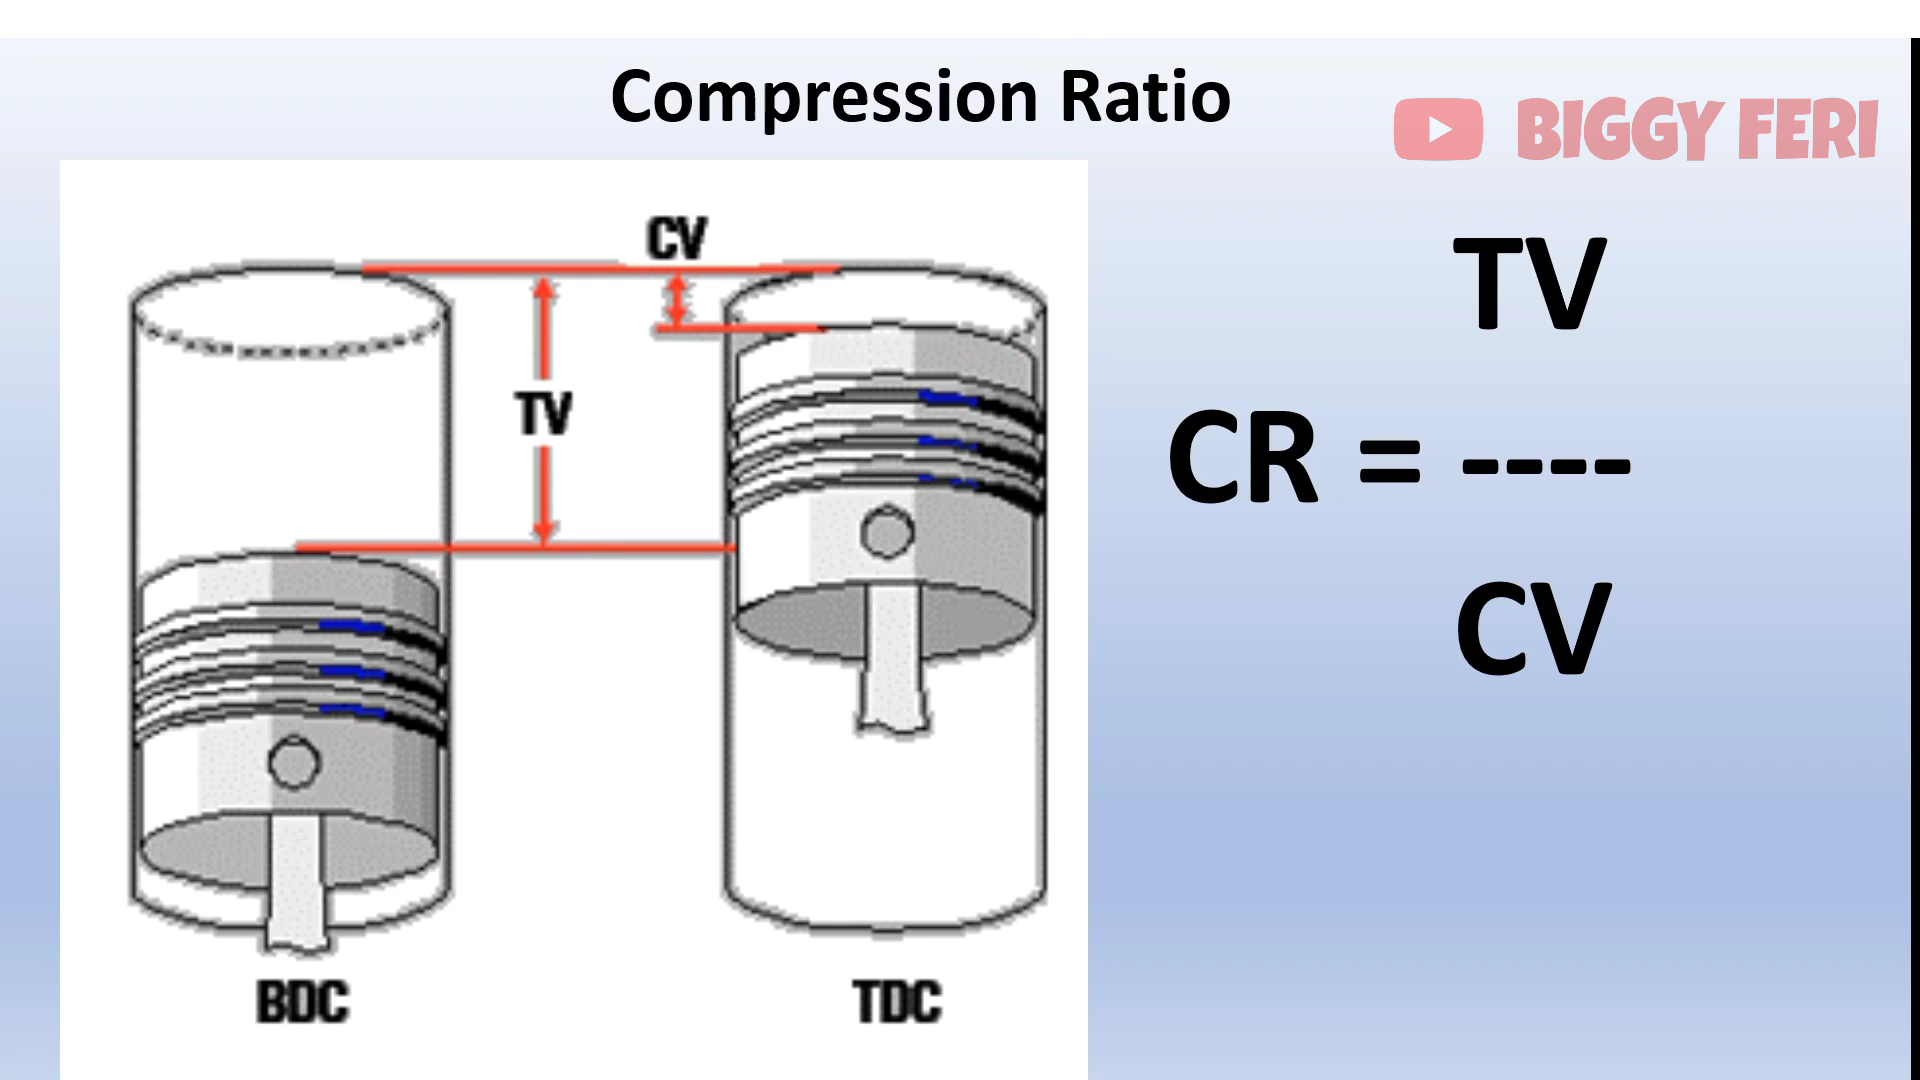 Compression Ratio
BIGGY FERI
CV
TV
BDC
TDC
TV
CR = ----
CV